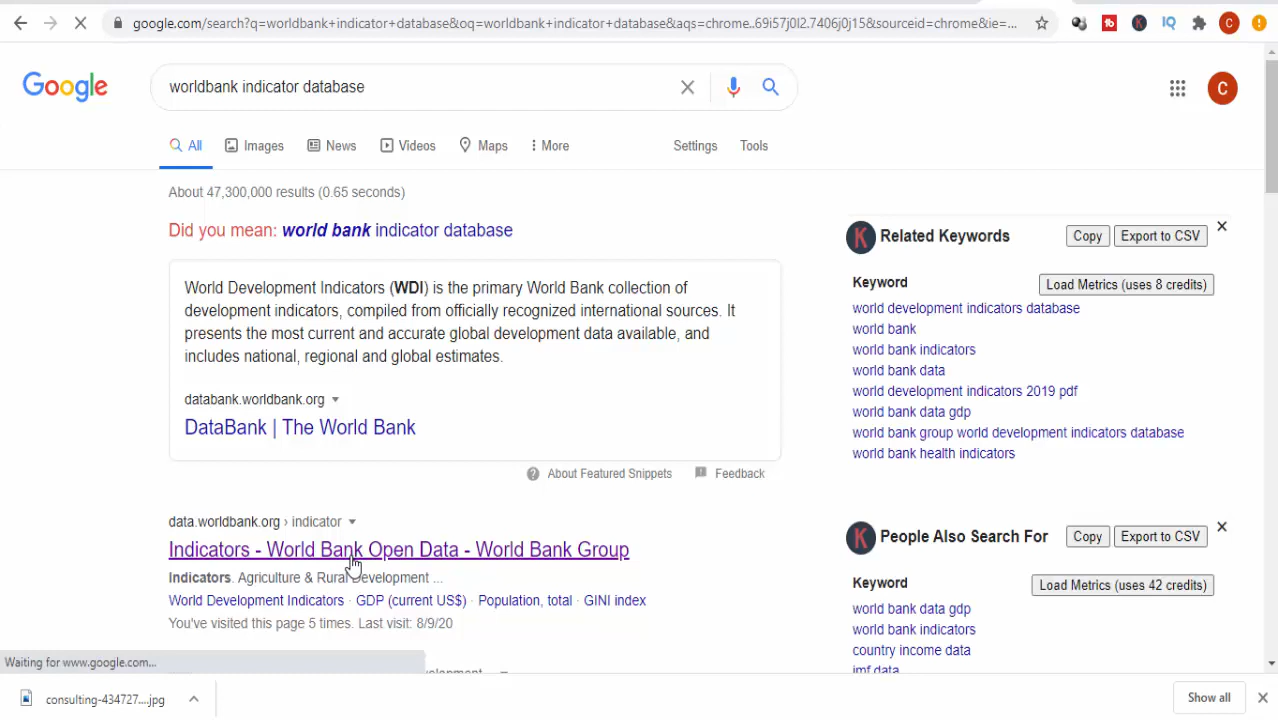 google.com/search?q=worldbank+indicator+database&oq=worldbank+indicator+database&aqs=chrome..69i57j0l2.7406j0j15&sourceid=chrome&ie=...
Google
worldbank indicator database
All Images News Videos Maps More Settings Tools
About 47,300,000 results (0.65 seconds)
Did you mean: world bank indicator database
World Development Indicators (WDI) is the primary World Bank collection of
development indicators, compiled from officially recognized international sources. It
presents the most current and accurate global development data available, and
includes national, regional and global estimates.
databank.worldbank.org
DataBank | The World Bank
About Featured Snippets Feedback
data.worldbank.org › indicator
Indicators - World Bank Open Data - World Bank Group
Indicators. Agriculture & Rural Development ...
World Development Indicators · GDP (current US$) · Population, total · GINI index
You've visited this page 5 times. Last visit: 8/9/20
K Related Keywords Copy Export to CSV
Keyword Load Metrics (uses 8 credits)
world development indicators database
world bank
world bank indicators
world bank data
world development indicators 2019 pdf
world bank data gdp
world bank group world development indicators database
world bank health indicators
K People Also Search For Copy Export to CSV
Keyword Load Metrics (uses 42 credits)
world bank data gdp
world bank indicators
country income data
imf data
Waiting for www.google.com...
consulting-434727....jpg
Show all